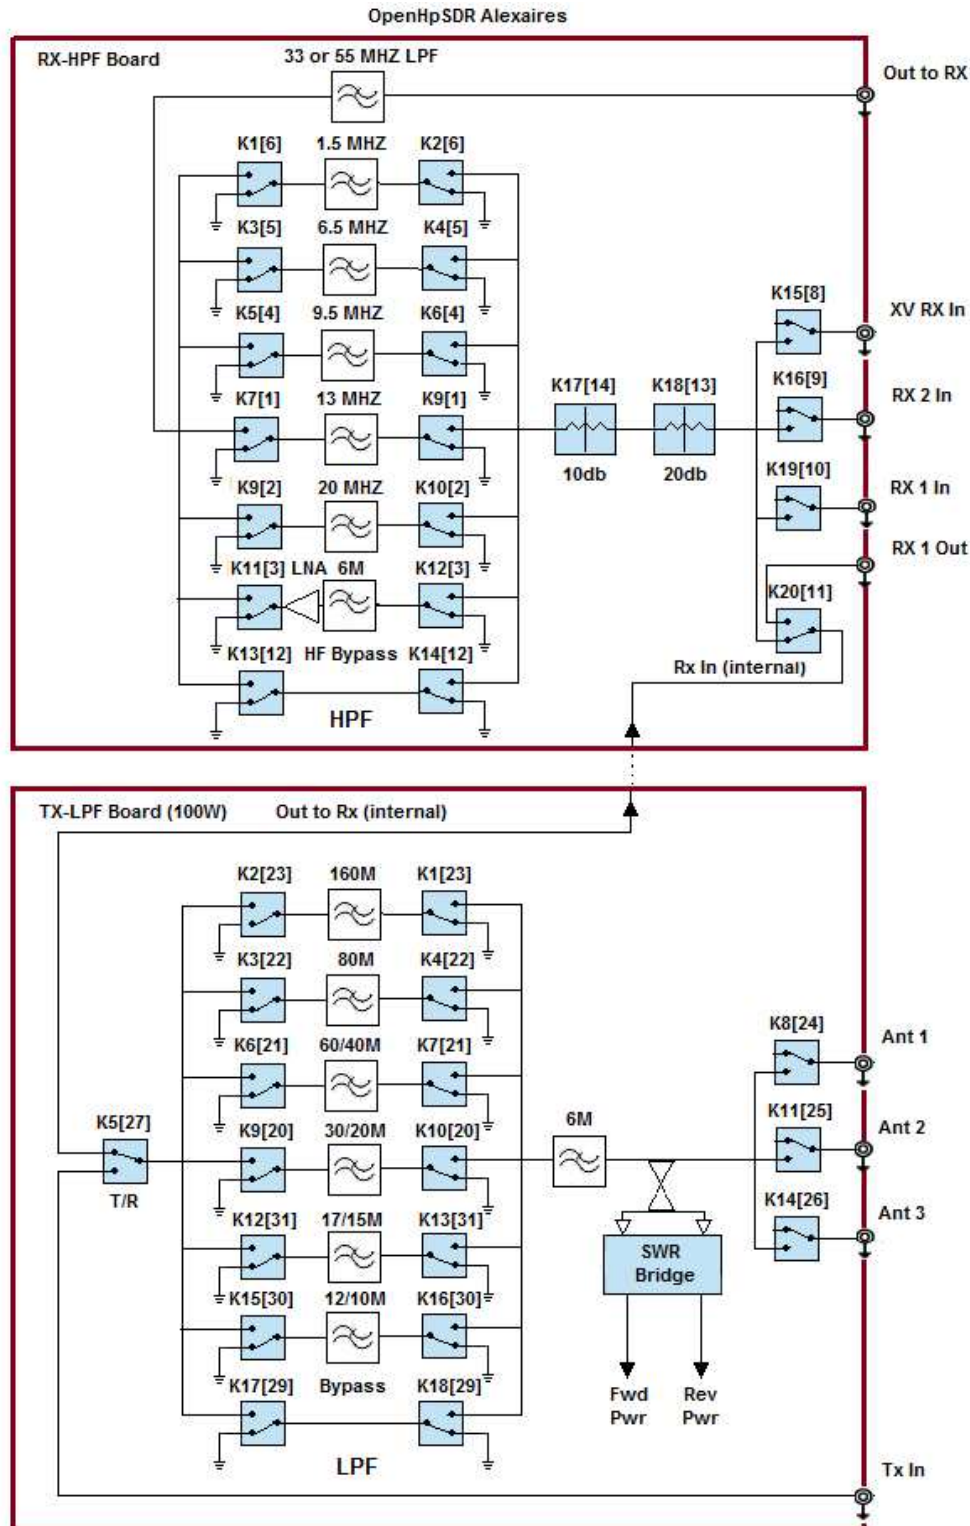 OpenHpSDR Alexaires
RX-HPF Board
33 or 55 MHZ LPF
Out to RX
K1[6]
1.5 MHZ
K2[6]
K3[5]
6.5 MHZ
K4[5]
K5[4]
9.5 MHZ
K6[4]
K7[1]
13 MHZ
K9[1]
K9[2]
20 MHZ
K10[2]
K11[3]
LNA
6M
K12[3]
K13[12]
HF Bypass
K14[12]
HPF
K17[14]
10db
K18[13]
20db
K15[8]
XV RX In
K16[9]
RX 2 In
K19[10]
RX 1 In
RX 1 Out
K20[11]
Rx In (internal)
TX-LPF Board (100W)
Out to Rx (internal)
K2[23]
160M
K1[23]
K3[22]
80M
K4[22]
K6[21]
60/40M
K7[21]
K5[27]
T/R
K9[20]
30/20M
K10[20]
K12[31]
17/15M
K13[31]
K15[30]
12/10M
K16[30]
K17[29]
Bypass
K18[29]
LPF
6M
SWR
Bridge
Fwd
Pwr
Rev
Pwr
K8[24]
Ant 1
K11[25]
Ant 2
K14[26]
Ant 3
Tx In